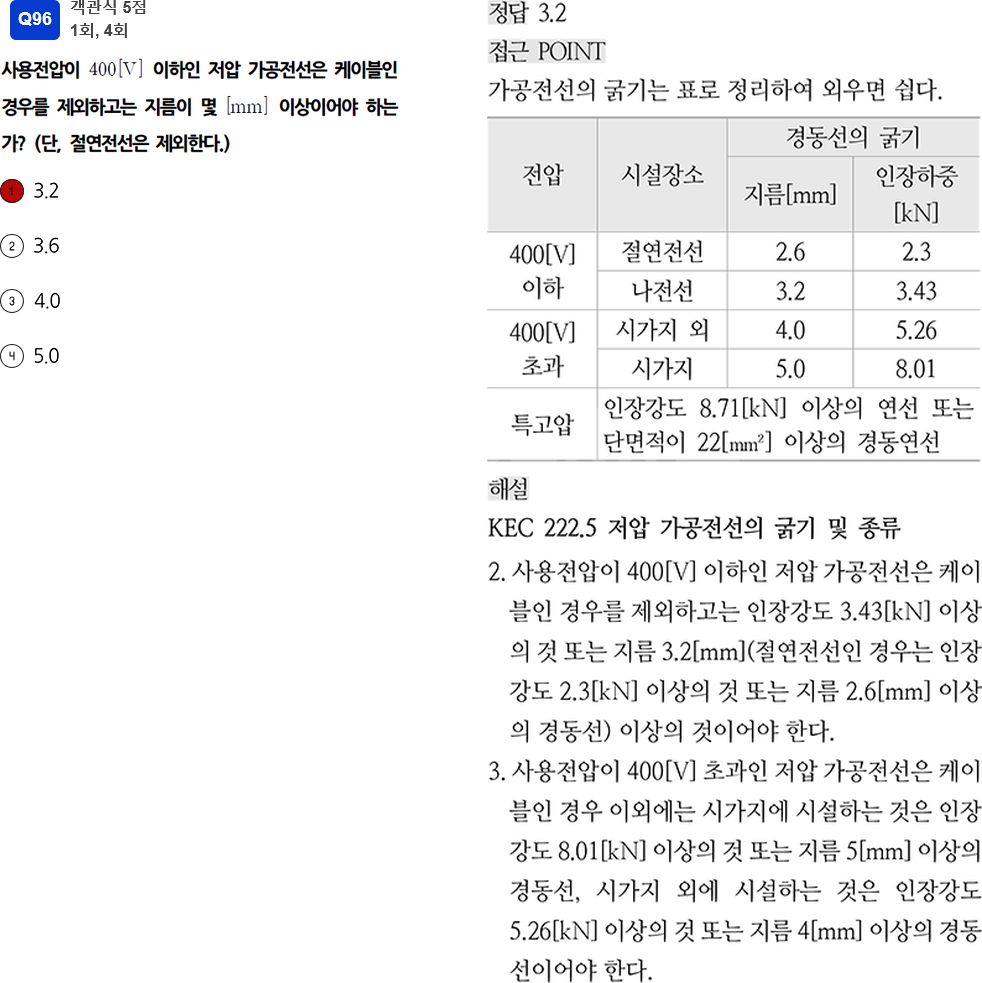 Q96
객관식 5점
1회, 4회
사용전압이 400[V] 이하인 저압 가공전선은 케이블인
경우를 제외하고는 지름이 몇 [mm] 이상이어야 하는
가? (단, 절연전선은 제외한다.)
1 3.2
2 3.6
3 4.0
4 5.0
정답 3.2
접근 POINT
가공전선의 굵기는 표로 정리하여 외우면 쉽다.
전압 시설장소 경동선의 굵기
지름[mm] 인장하중
[kN]
400[V]
이하
절연전선 2.6 2.3
나전선 3.2 3.43
400[V]
초과
시가지 외 4.0 5.26
시가지 5.0 8.01
특고압
인장강도 8.71[kN] 이상의 연선 또는
단면적이 22[mm²] 이상의 경동연선
해설
KEC 222.5 저압 가공전선의 굵기 및 종류
2. 사용전압이 400[V] 이하인 저압 가공전선은 케이
블인 경우를 제외하고는 인장강도 3.43[kN] 이상
의 것 또는 지름 3.2[mm](절연전선인 경우는 인장
강도 2.3[kN] 이상의 것 또는 지름 2.6[mm] 이상
의 경동선) 이상의 것이어야 한다.
3. 사용전압이 400[V] 초과인 저압 가공전선은 케이
블인 경우 이외에는 시가지에 시설하는 것은 인장
강도 8.01[kN] 이상의 것 또는 지름 5[mm] 이상의
경동선, 시가지 외에 시설하는 것은 인장강도
5.26[kN] 이상의 것 또는 지름 4[mm] 이상의 경동
선이어야 한다.